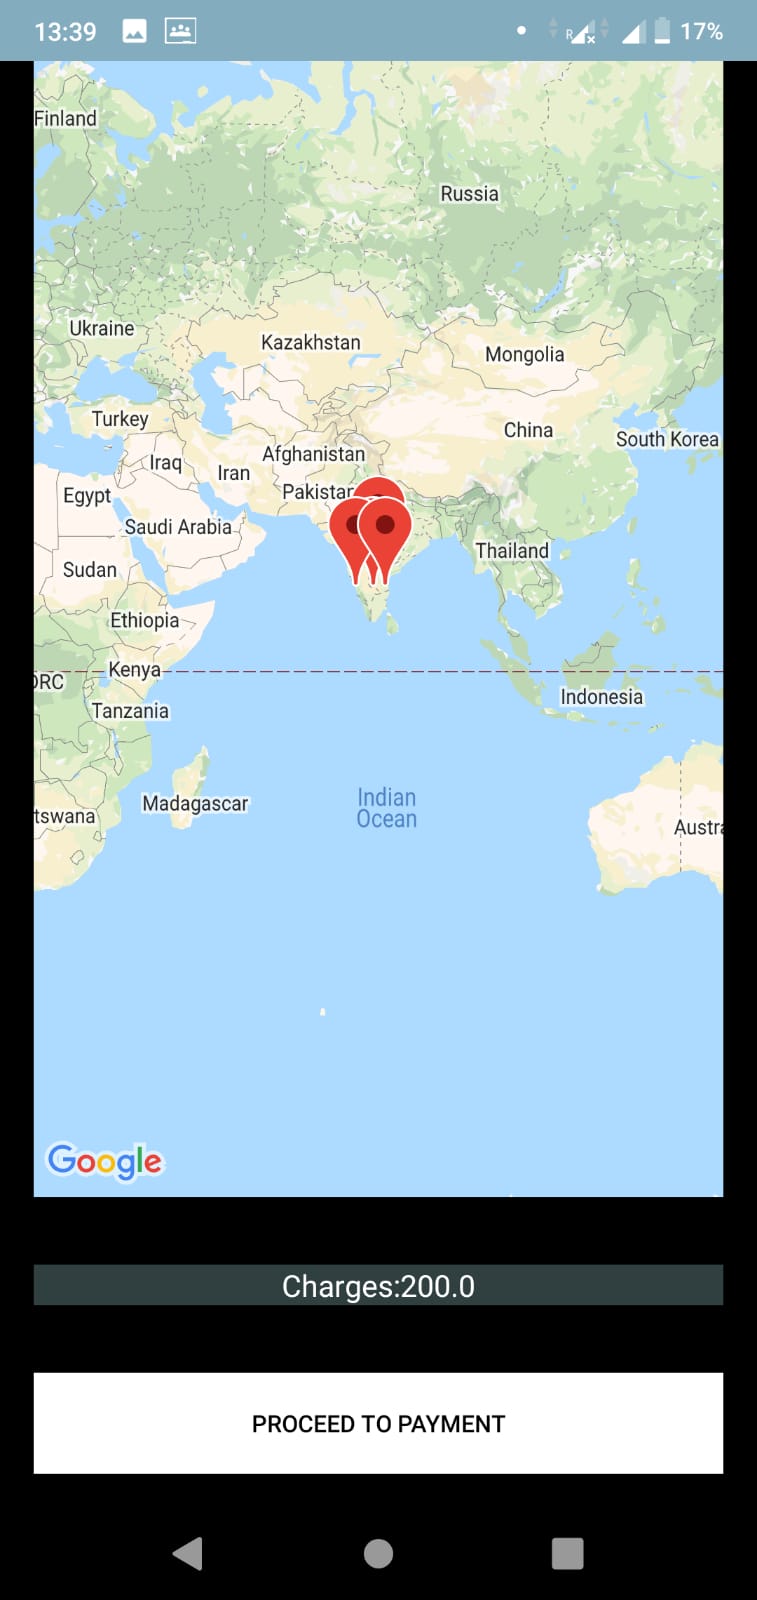 13:39
R
17%
Finland
Russia
Ukraine
Kazakhstan
Mongolia
Turkey
China
South Korea
Afghanistan
Iraq
Iran
Pakistan
Egypt
Saudi Arabia
Thailand
Sudan
Ethiopia
Kenya
DRC
Indonesia
Tanzania
Indian
Ocean
Madagascar
tswana
Austra
Google
Charges:200.0
PROCEED TO PAYMENT